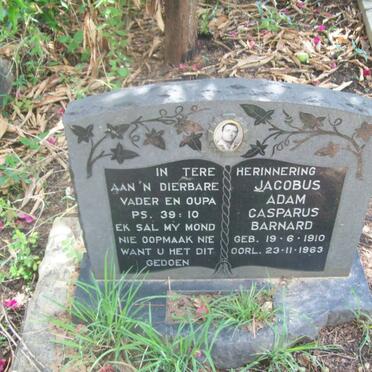 IN TERE HERINNERING
AAN 'N DIERBARE
VADER EN OUPA
PS. 39:10
EK SAL MY MOND
NIE OOPMAAK NIE
WANT U HET DIT
GEDOEN
JACOBUS
ADAM
CASPARUS
BARNARD
GEB. 19-6-1910
OORL. 23-11-1963